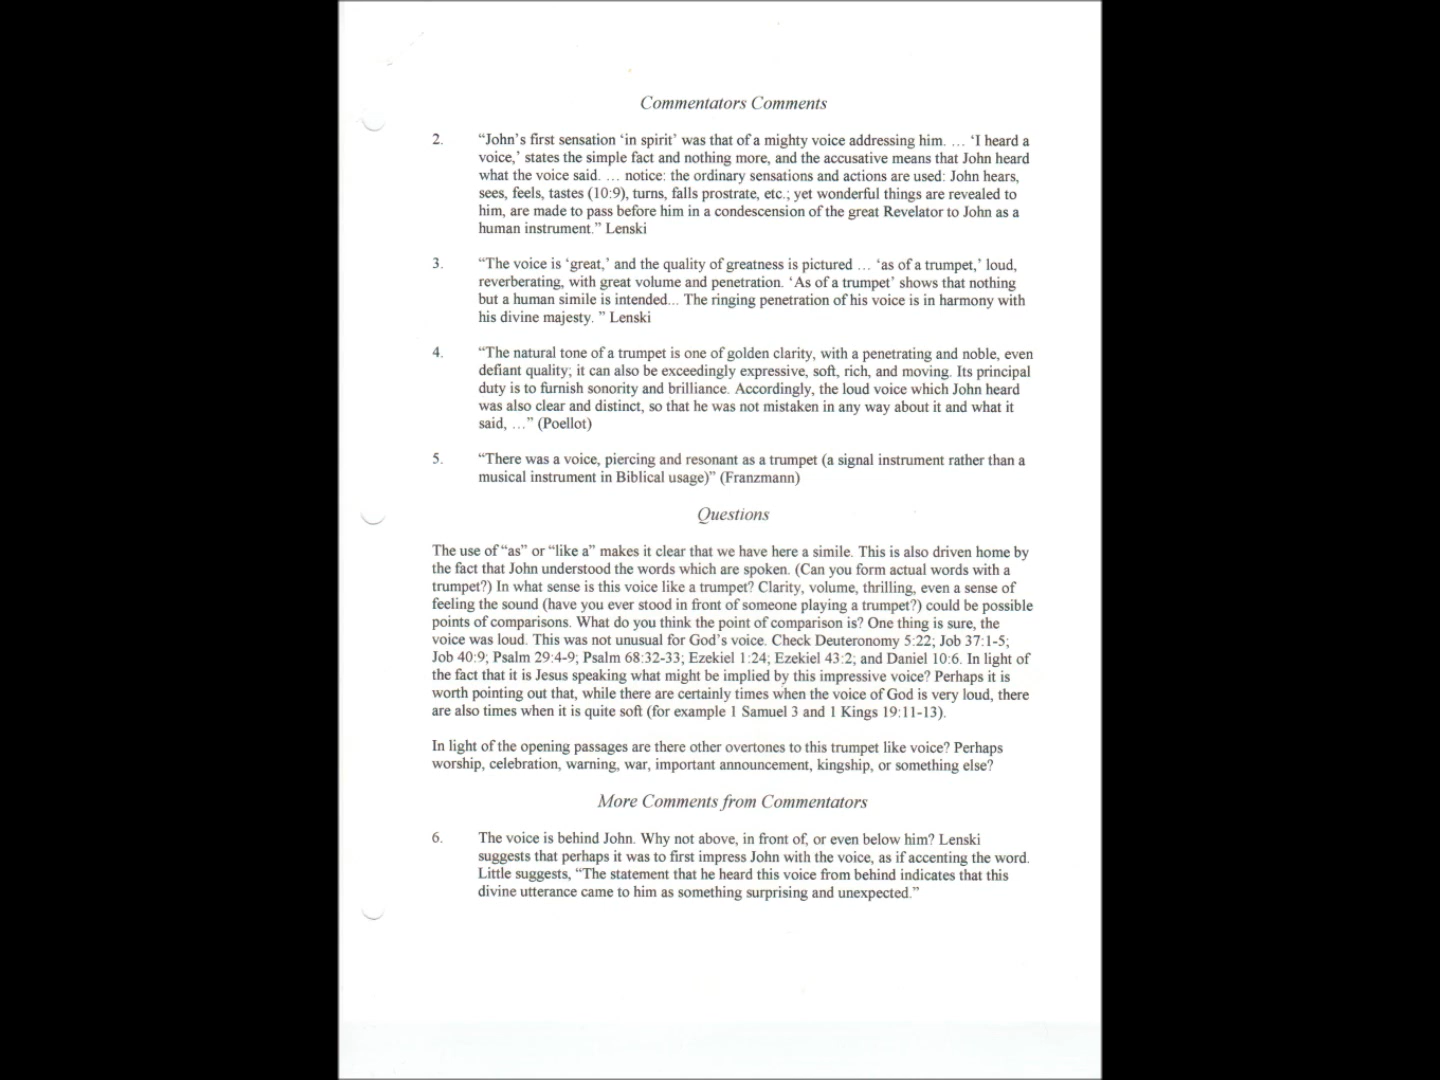 Commentators Comments
2. “John’s first sensation ‘in spirit’ was that of a mighty voice addressing him. … ‘I heard a
voice,’ states the simple fact and nothing more, and the accusative means that John heard
what the voice said. … notice: the ordinary sensations and actions are used: John hears,
sees, feels, tastes (10:9), turns, falls prostrate, etc.; yet wonderful things are revealed to
him, are made to pass before him in a condescension of the great Revelator to John as a
human instrument.” Lenski
3. “The voice is ‘great,’ and the quality of greatness is pictured … ‘as of a trumpet,’ loud,
reverberating, with great volume and penetration. ‘As of a trumpet’ shows that nothing
but a human simile is intended... The ringing penetration of his voice is in harmony with
his divine majesty. ” Lenski
4. “The natural tone of a trumpet is one of golden clarity, with a penetrating and noble, even
defiant quality; it can also be exceedingly expressive, soft, rich, and moving. Its principal
duty is to furnish sonority and brilliance. Accordingly, the loud voice which John heard
was also clear and distinct, so that he was not mistaken in any way about it and what it
said, …” (Poellot)
5. “There was a voice, piercing and resonant as a trumpet (a signal instrument rather than a
musical instrument in Biblical usage)” (Franzmann)
Questions
The use of “as” or “like a” makes it clear that we have here a simile. This is also driven home by
the fact that John understood the words which are spoken. (Can you form actual words with a
trumpet?) In what sense is this voice like a trumpet? Clarity, volume, thrilling, even a sense of
feeling the sound (have you ever stood in front of someone playing a trumpet?) could be possible
points of comparisons. What do you think the point of comparison is? One thing is sure, the
voice was loud. This was not unusual for God’s voice. Check Deuteronomy 5:22; Job 37:1-5;
Job 40:9; Psalm 29:4-9; Psalm 68:32-33; Ezekiel 1:24; Ezekiel 43:2; and Daniel 10:6. In light of
the fact that it is Jesus speaking what might be implied by this impressive voice? Perhaps it is
worth pointing out that, while there are certainly times when the voice of God is very loud, there
are also times when it is quite soft (for example 1 Samuel 3 and 1 Kings 19:11-13).
In light of the opening passages are there other overtones to this trumpet like voice? Perhaps
worship, celebration, warning, war, important announcement, kingship, or something else?
More Comments from Commentators
6. The voice is behind John. Why not above, in front of, or even below him? Lenski
suggests that perhaps it was to first impress John with the voice, as if accenting the word.
Little suggests, “The statement that he heard this voice from behind indicates that this
divine utterance came to him as something surprising and unexpected.”